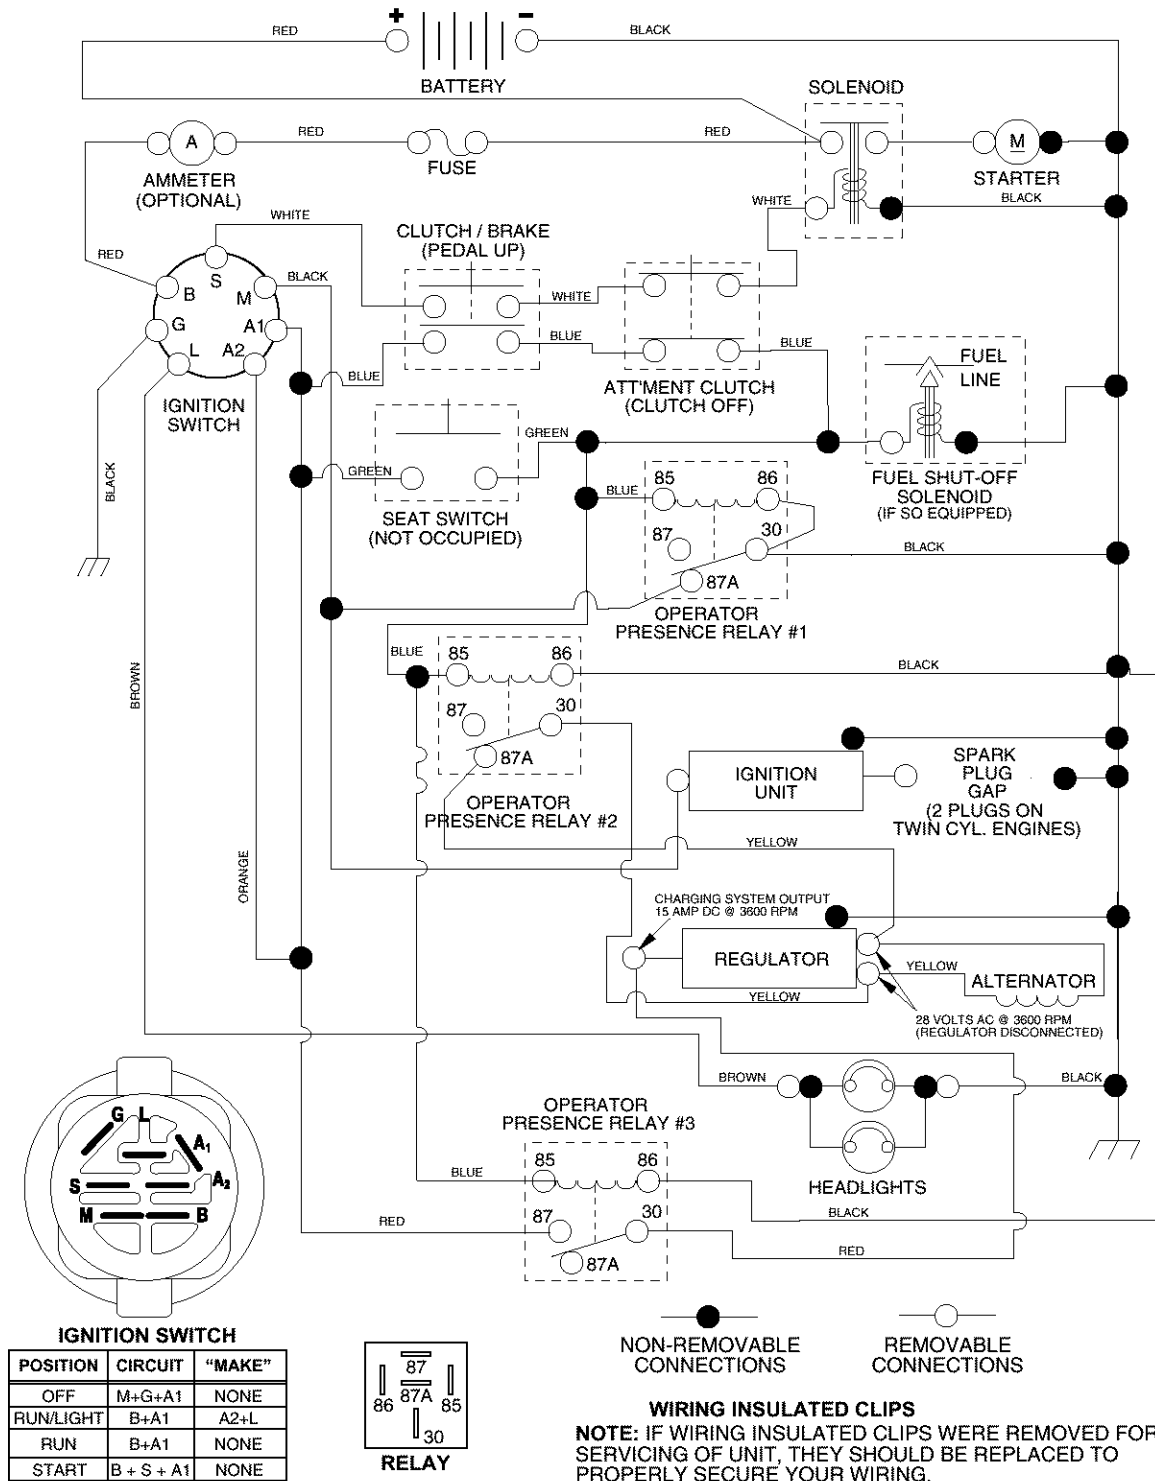 + -
RED
BLACK
BATTERY
SOLENOID
RED
RED
A
M
FUSE
AMMETER
(OPTIONAL)
STARTER
WHITE
BLACK
WHITE
CLUTCH / BRAKE
(PEDAL UP)
RED
S
BLACK
B
M
WHITE
G
A1
L
A2
BLUE
BLUE
BLUE
FUEL
LINE
ATT'MENT CLUTCH
(CLUTCH OFF)
IGNITION
SWITCH
GREEN
GREEN
BLACK
SEAT SWITCH
(NOT OCCUPIED)
FUEL SHUT-OFF
SOLENOID
(IF SO EQUIPPED)
85
86
BLUE
87
30
BLACK
87A
OPERATOR
PRESENCE RELAY #1
BLUE
85
86
BLACK
BROWN
87
30
87A
OPERATOR
PRESENCE RELAY #2
IGNITION
UNIT
SPARK
PLUG
GAP
(2 PLUGS ON
TWIN CYL. ENGINES)
YELLOW
ORANGE
CHARGING SYSTEM OUTPUT
15 AMP DC @ 3600 RPM
REGULATOR
YELLOW
ALTERNATOR
YELLOW
28 VOLTS AC @ 3600 RPM
(REGULATOR DISCONNECTED)
BROWN
BLACK
HEADLIGHTS
OPERATOR
PRESENCE RELAY #3
85
86
BLUE
BLACK
87
30
RED
87A
RED
G
L
A1
A2
S
M
B
IGNITION SWITCH
POSITION CIRCUIT "MAKE"
OFF M+G+A1 NONE
RUN/LIGHT B+A1 A2+L
RUN B+A1 NONE
START B + S + A1 NONE
87
87A
86
85
30
RELAY
NON-REMOVABLE
CONNECTIONS
REMOVABLE
CONNECTIONS
WIRING INSULATED CLIPS
NOTE: IF WIRING INSULATED CLIPS WERE REMOVED FOR
SERVICING OF UNIT, THEY SHOULD BE REPLACED TO
PROPERLY SECURE YOUR WIRING.